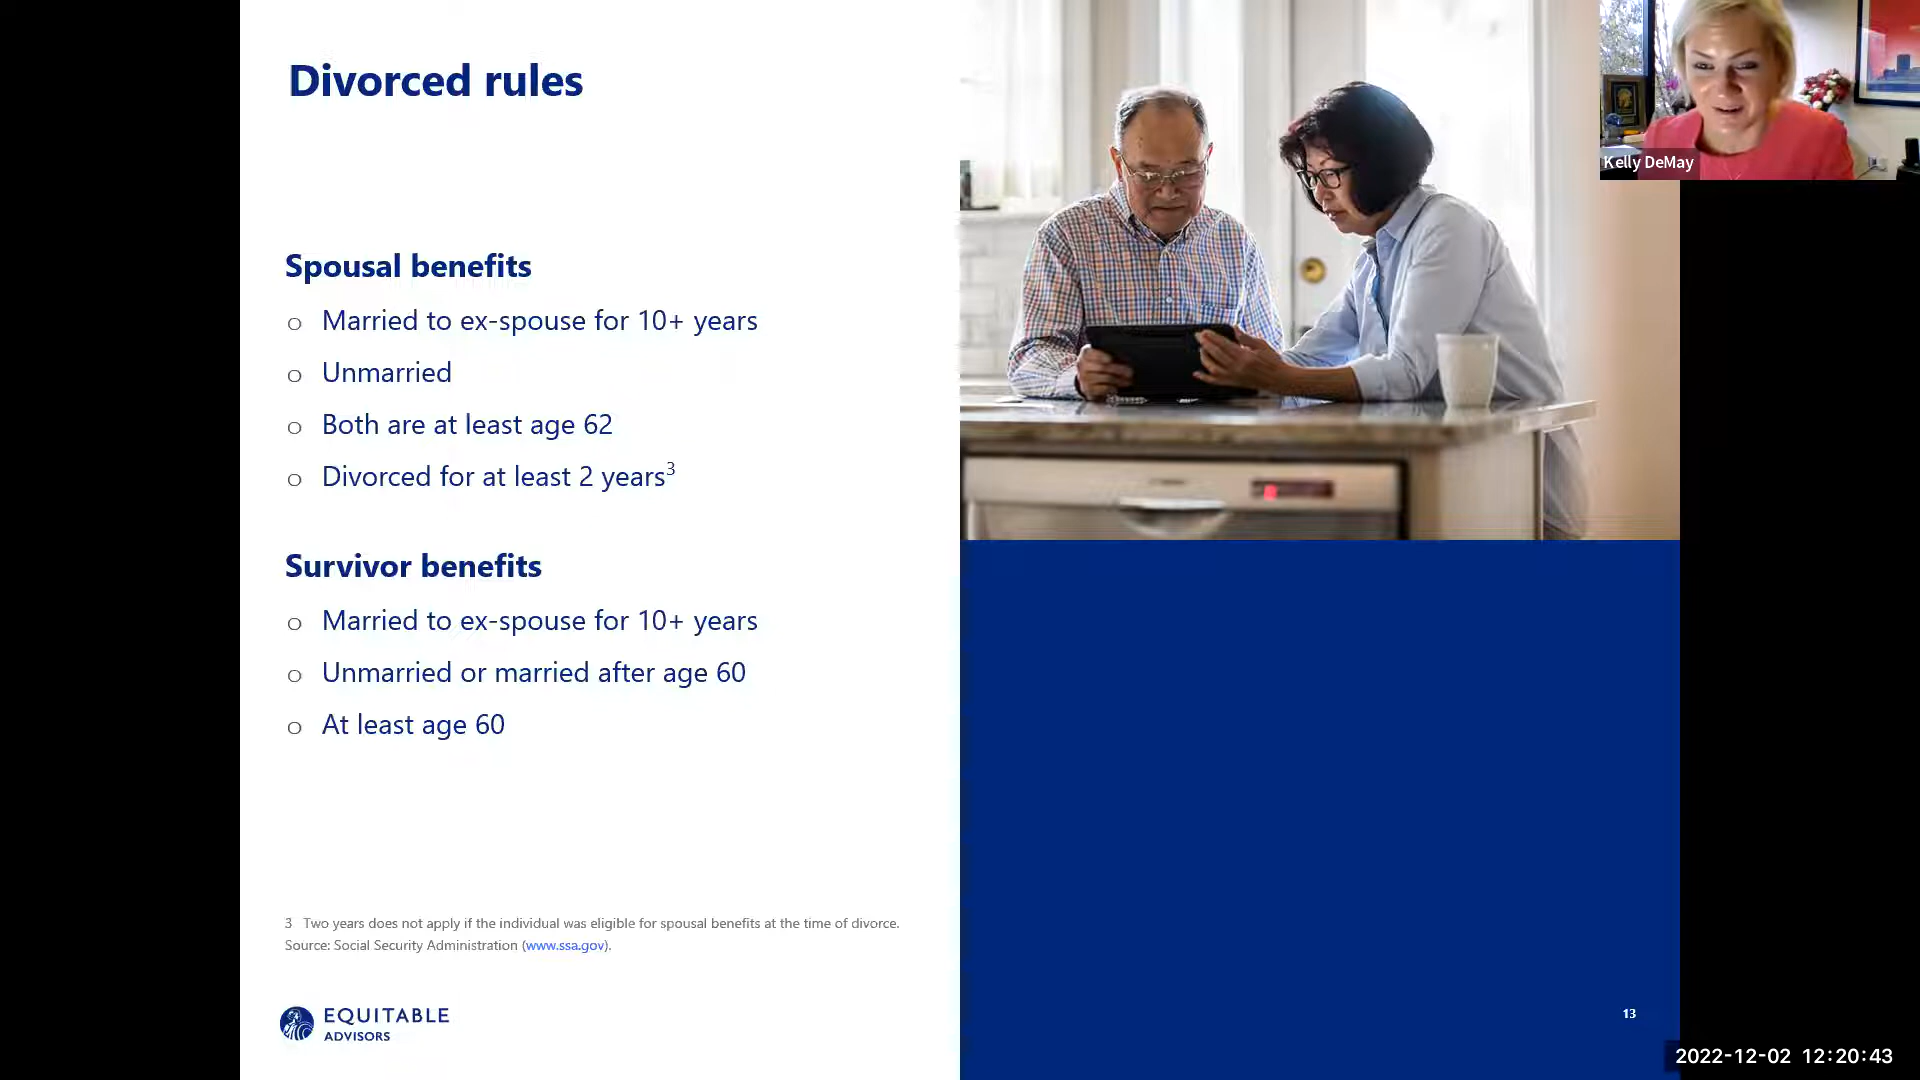 Divorced rules
Kelly DeMay
Spousal benefits
o Married to ex-spouse for 10+ years
o Unmarried
o Both are at least age 62
o Divorced for at least 2 years3
Survivor benefits
o Married to ex-spouse for 10+ years
o Unmarried or married after age 60
o At least age 60
3 Two years does not apply if the individual was eligible for spousal benefits at the time of divorce.
Source: Social Security Administration (www.ssa.gov).
EQUITABLE
ADVISORS
13
2022-12-02 12:20:43